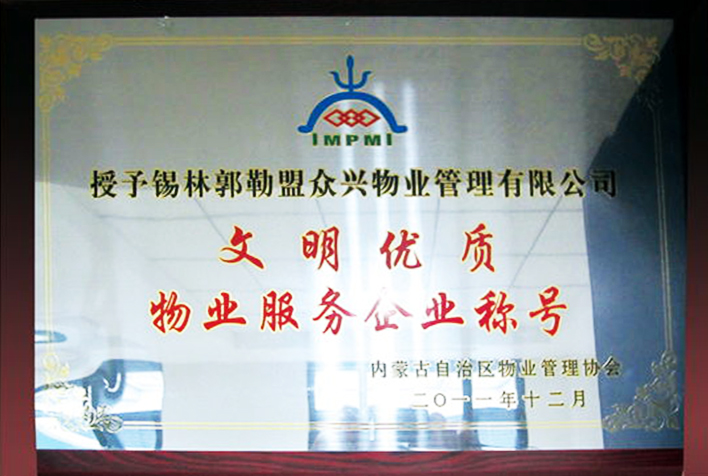 IMPMI
授予锡林郭勒盟众兴物业管理有限公司
文明优质
物业服务企业称号
内蒙古自治区物业管理协会
二〇一一年十二月